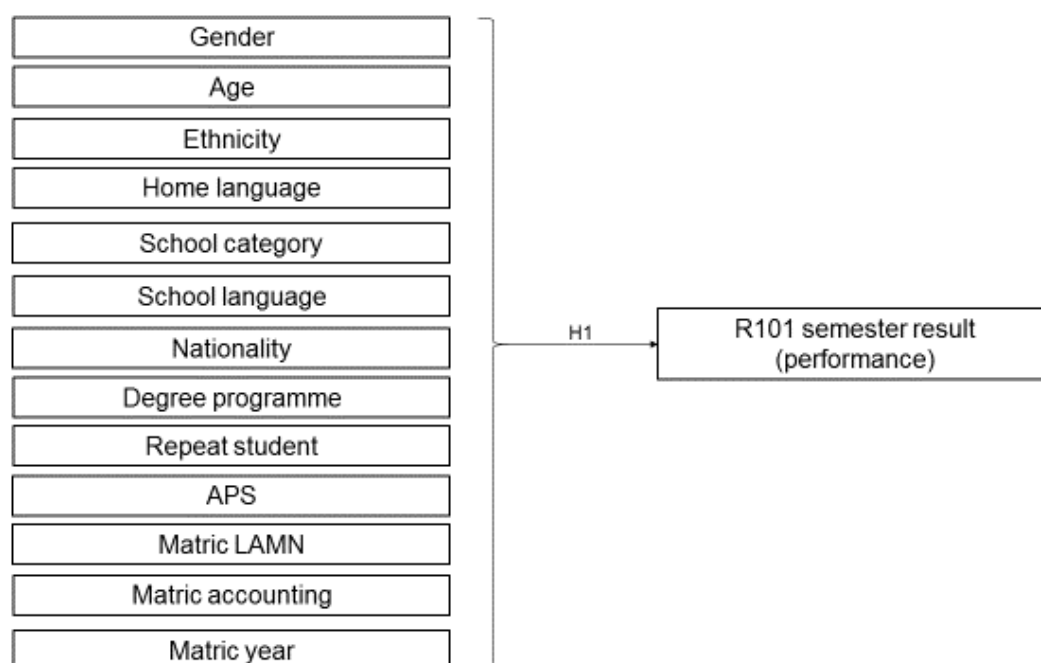 Gender
Age
Ethnicity
Home language
School category
School language
Nationality
Degree programme
Repeat student
APS
Matric LAMN
Matric accounting
Matric year
H1
R101 semester result
(performance)